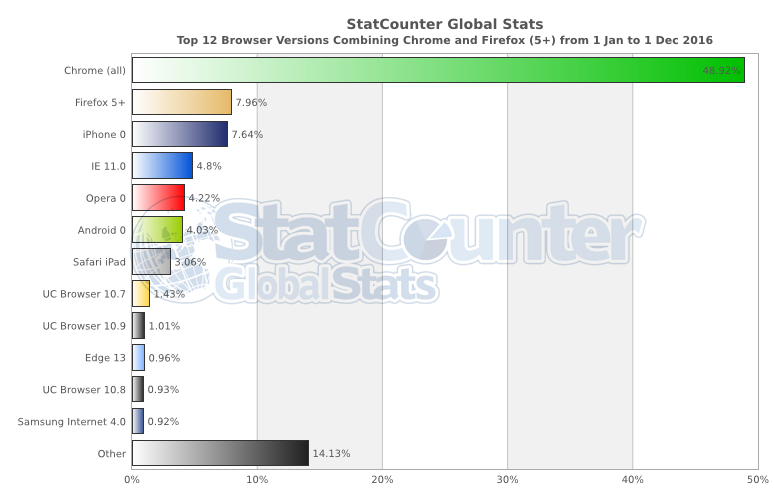 StatCounter Global Stats
Top 12 Browser Versions Combining Chrome and Firefox (5+) from 1 Jan to 1 Dec 2016
Chrome (all) 48.92%
Firefox 5+ 7.96%
iPhone 0 7.64%
IE 11.0 4.8%
Opera 0 4.22%
Android 0 4.03%
StatCounter
Safari iPad 3.06%
GlobalStats
UC Browser 10.7 1.43%
UC Browser 10.9 1.01%
Edge 13 0.96%
UC Browser 10.8 0.93%
Samsung Internet 4.0 0.92%
Other 14.13%
0% 10% 20% 30% 40% 50%